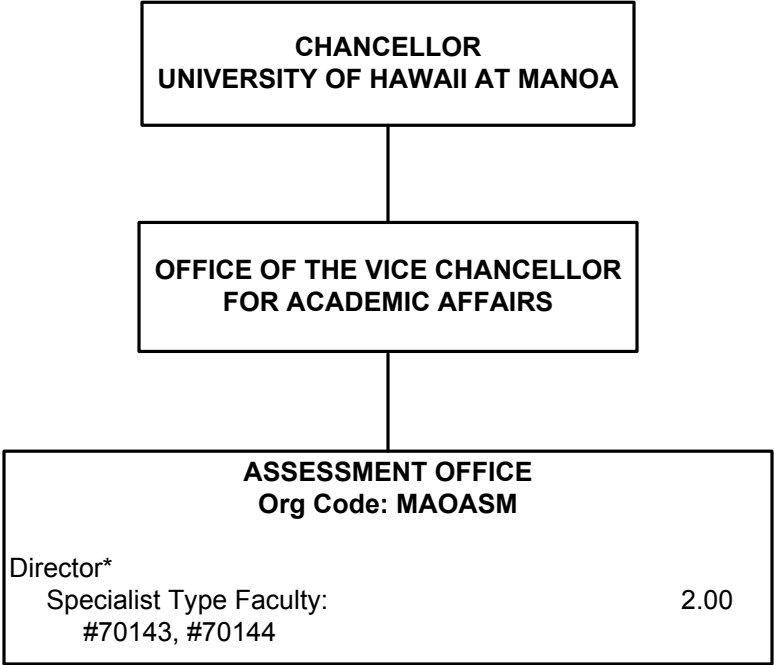 CHANCELLOR
UNIVERSITY OF HAWAII AT MANOA
OFFICE OF THE VICE CHANCELLOR
FOR ACADEMIC AFFAIRS
ASSESSMENT OFFICE
Org Code: MAOASM
Director*
Specialist Type Faculty: 2.00
#70143, #70144